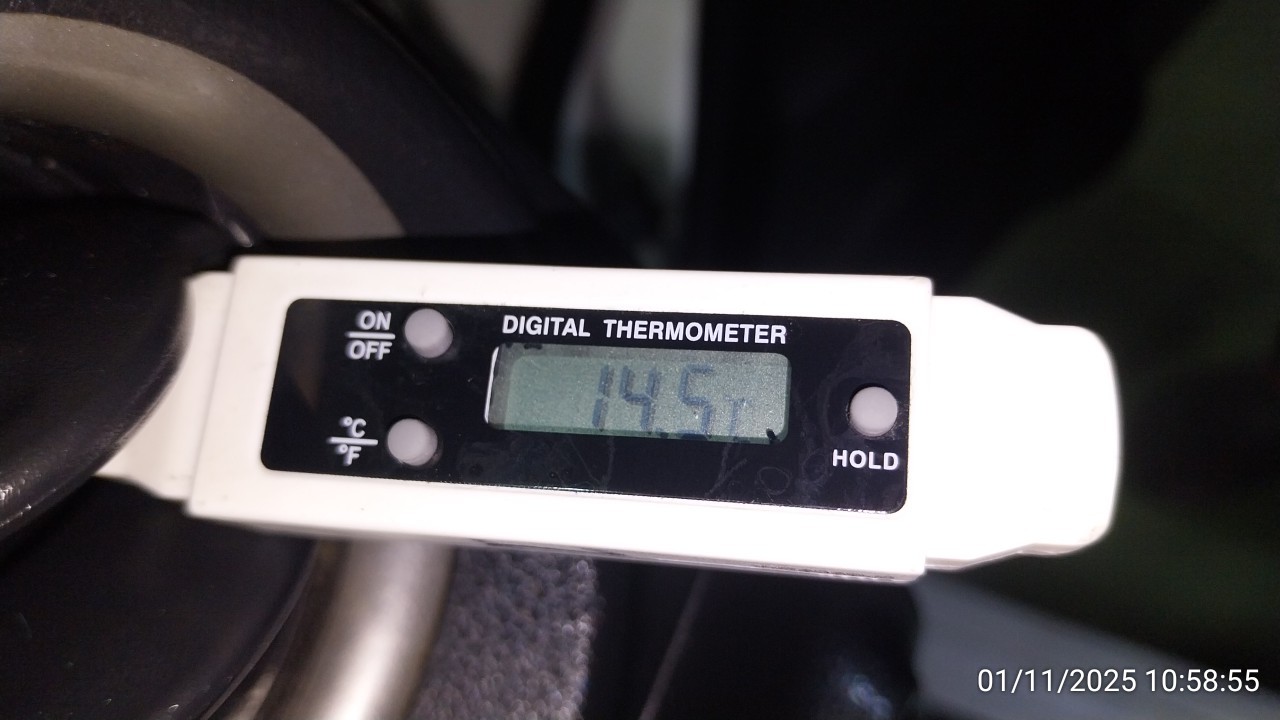 ON
OFF
DIGITAL THERMOMETER
14.5
°C
°F
HOLD
01/11/2025 10:58:55